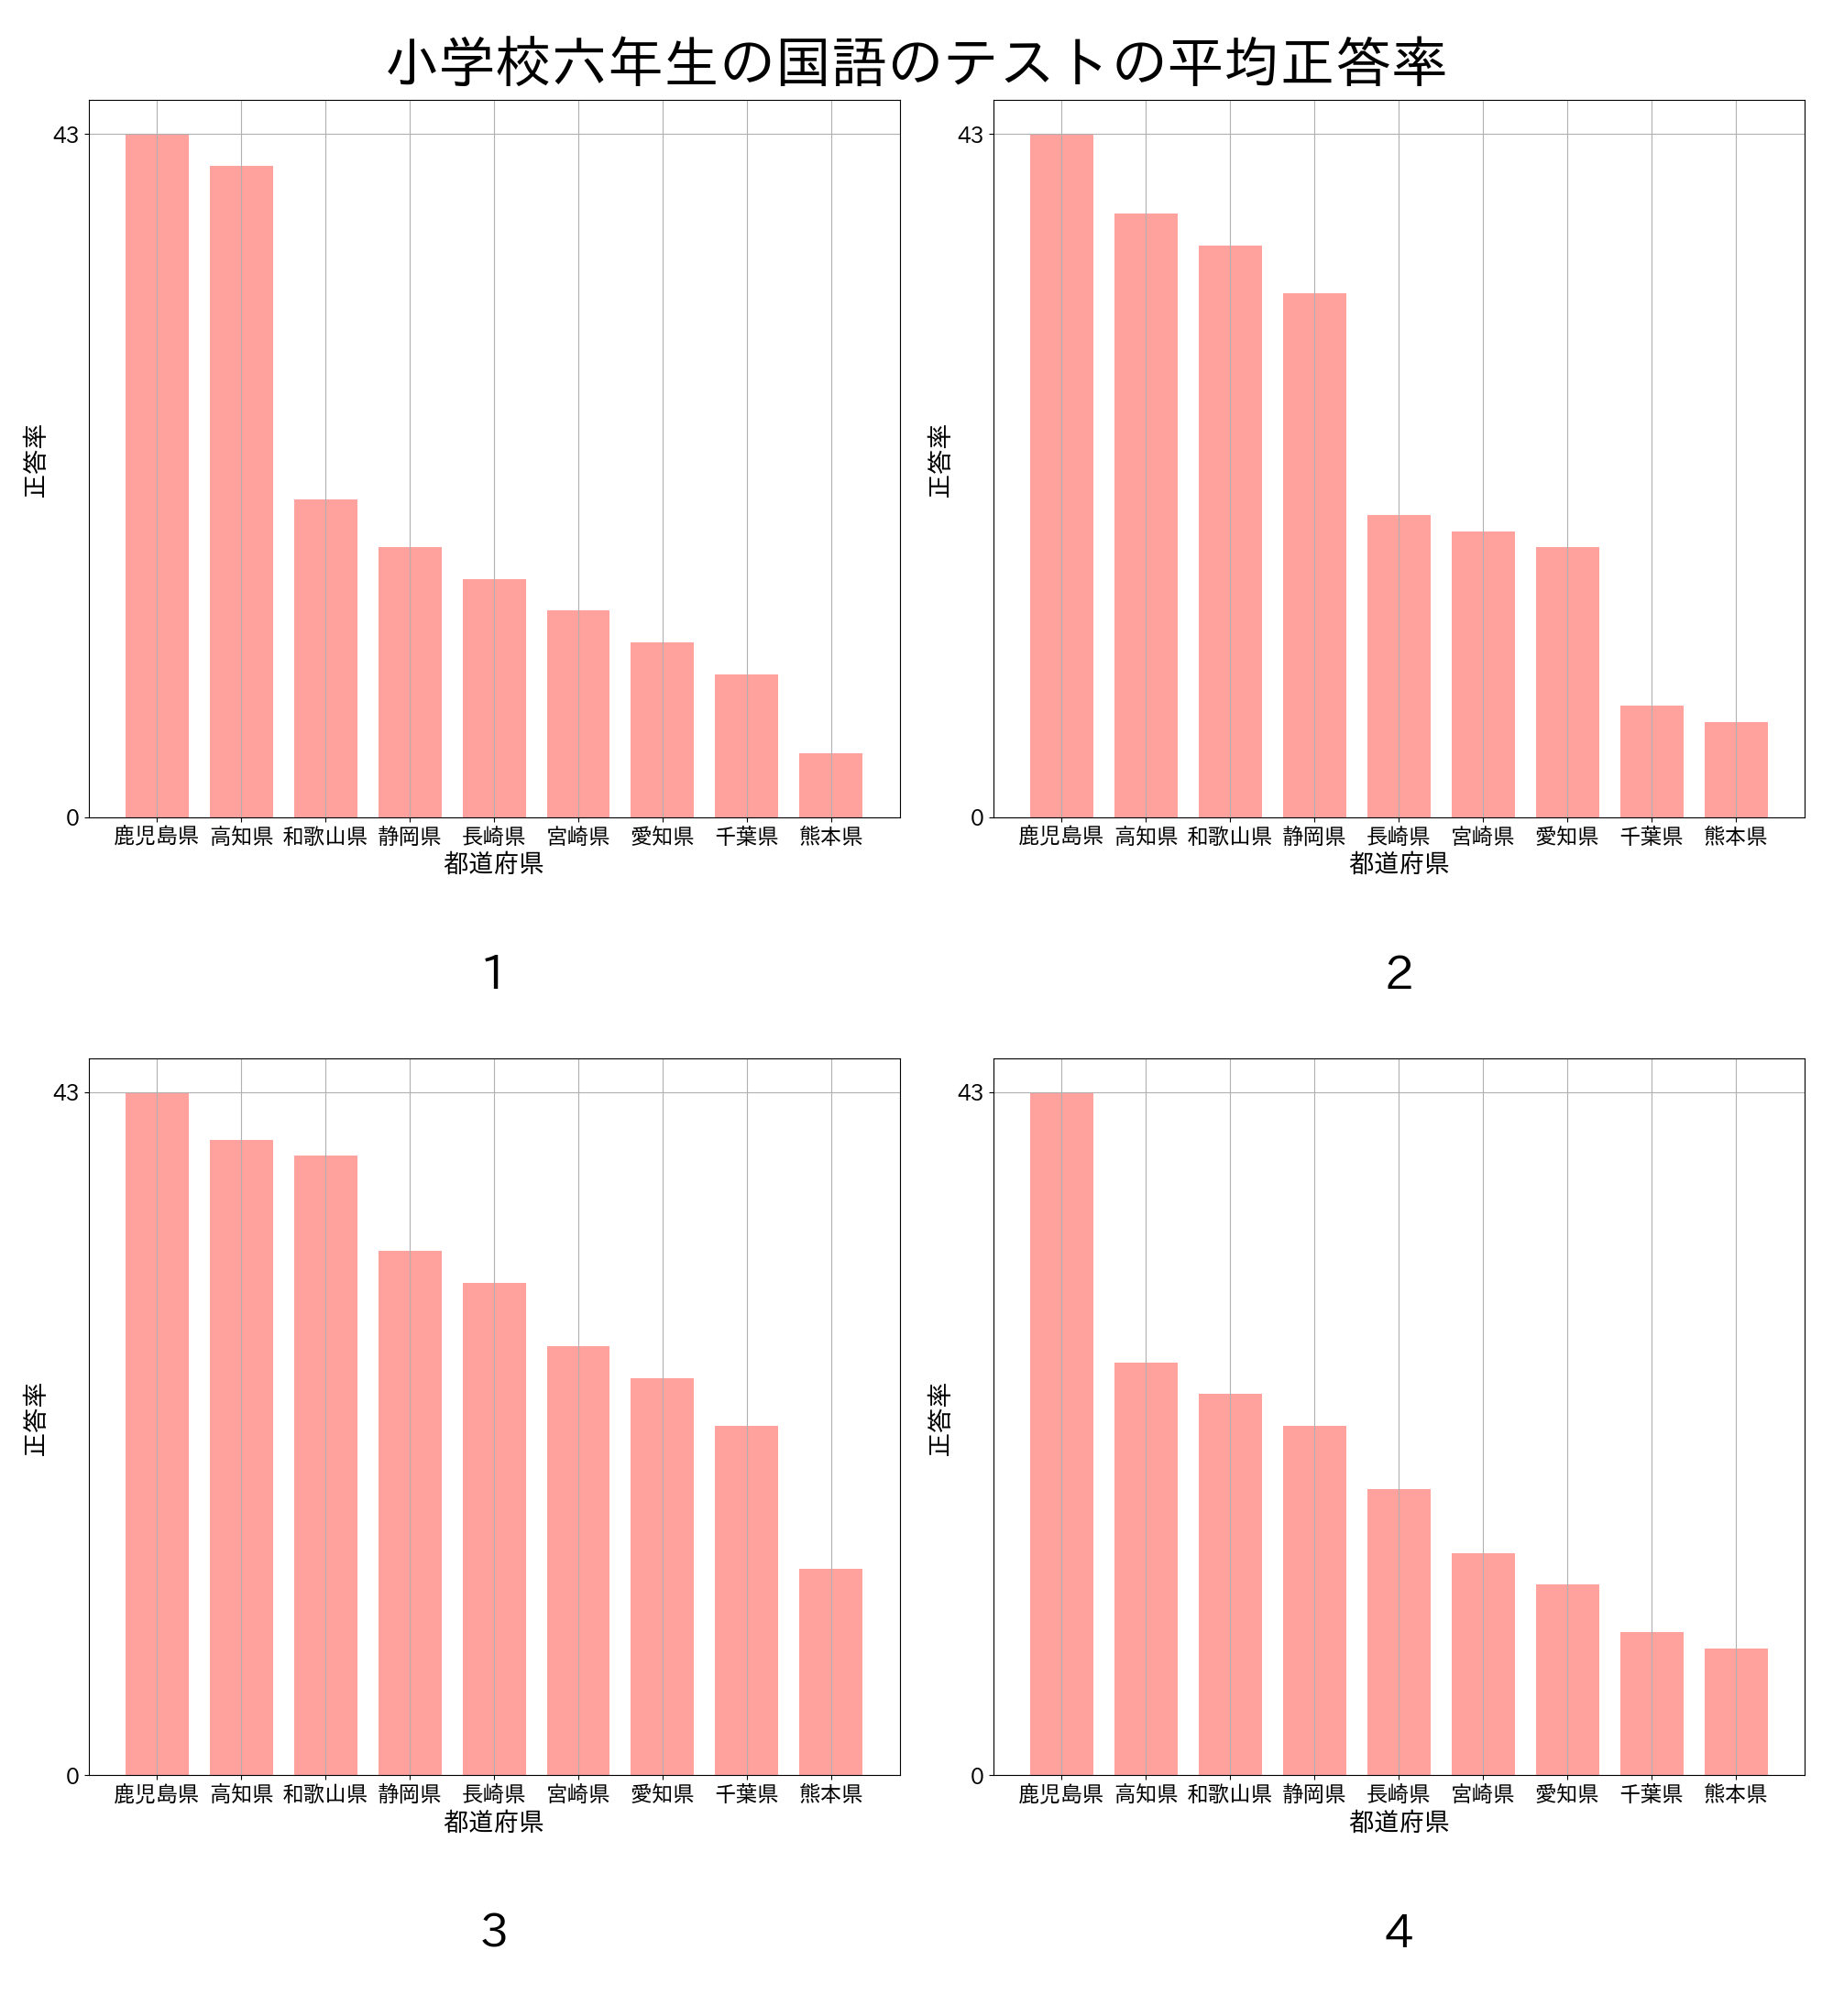 小学校六年生の国語のテストの平均正答率
43
0
正答率
鹿児島県 高知県 和歌山県 静岡県 長崎県 宮崎県 愛知県 千葉県 熊本県
都道府県
1
43
0
正答率
鹿児島県 高知県 和歌山県 静岡県 長崎県 宮崎県 愛知県 千葉県 熊本県
都道府県
2
43
0
正答率
鹿児島県 高知県 和歌山県 静岡県 長崎県 宮崎県 愛知県 千葉県 熊本県
都道府県
3
43
0
正答率
鹿児島県 高知県 和歌山県 静岡県 長崎県 宮崎県 愛知県 千葉県 熊本県
都道府県
4